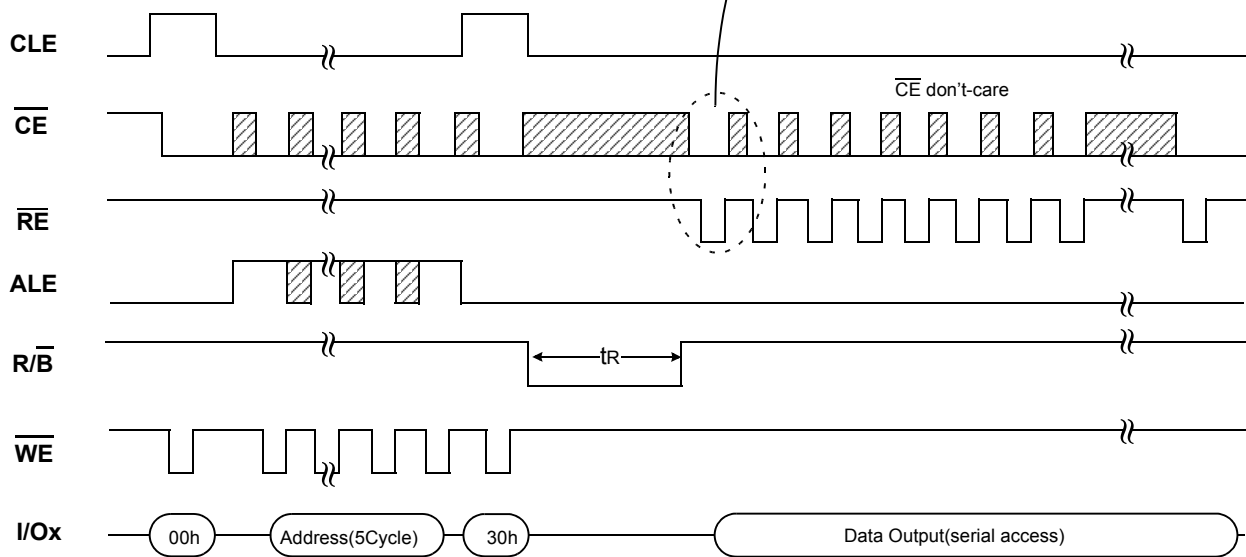 CLE
CE
CE don't-care
RE
ALE
R/B
tR
WE
I/Ox
00h
Address(5Cycle)
30h
Data Output(serial access)